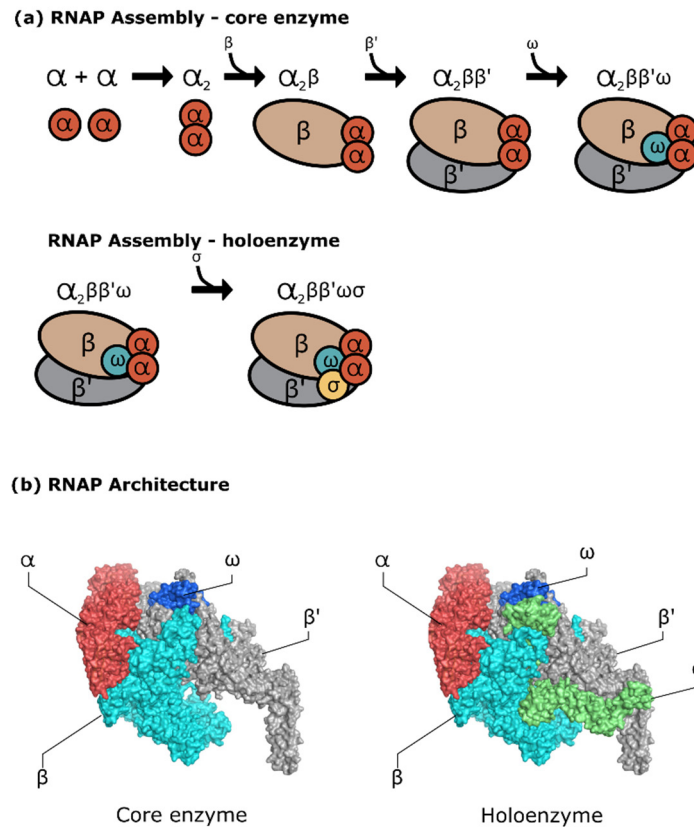 (a) RNAP Assembly - core enzyme
β β' ω
α + α α₂ α₂β α₂ββ' α₂ββ'ω
α α α α β α α β α α β' β ω α α β'
RNAP Assembly - holoenzyme
σ
α₂ββ'ω α₂ββ'ωσ
β ω α α β' β ω α α β' σ
(b) RNAP Architecture
α ω α ω
β' β'
β β
Core enzyme Holoenzyme